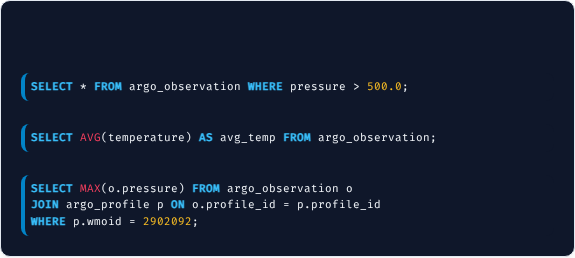 SELECT * FROM argo_observation WHERE pressure > 500.0;
SELECT AVG(temperature) AS avg_temp FROM argo_observation;
SELECT MAX(o.pressure) FROM argo_observation o
JOIN argo_profile p ON o.profile_id = p.profile_id
WHERE p.wmoid = 2902092;